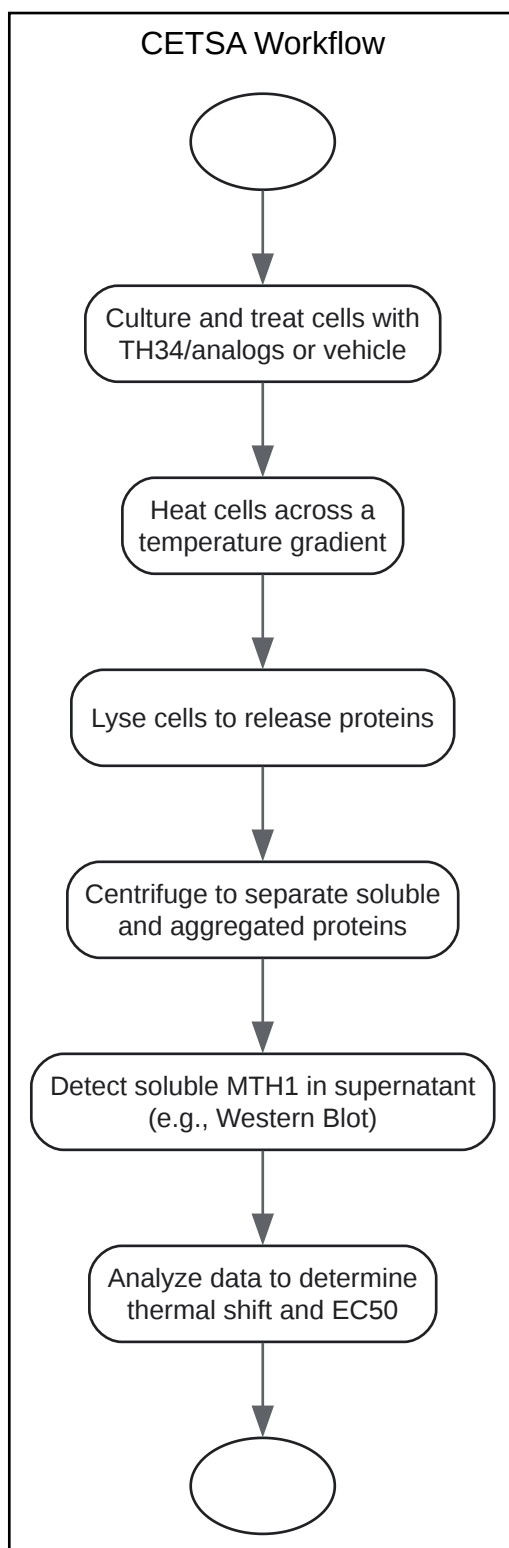 CETSA Workflow
Culture and treat cells with
TH34/analogs or vehicle
Heat cells across a
temperature gradient
Lyse cells to release proteins
Centrifuge to separate soluble
and aggregated proteins
Detect soluble MTH1 in supernatant
(e.g., Western Blot)
Analyze data to determine
thermal shift and EC50